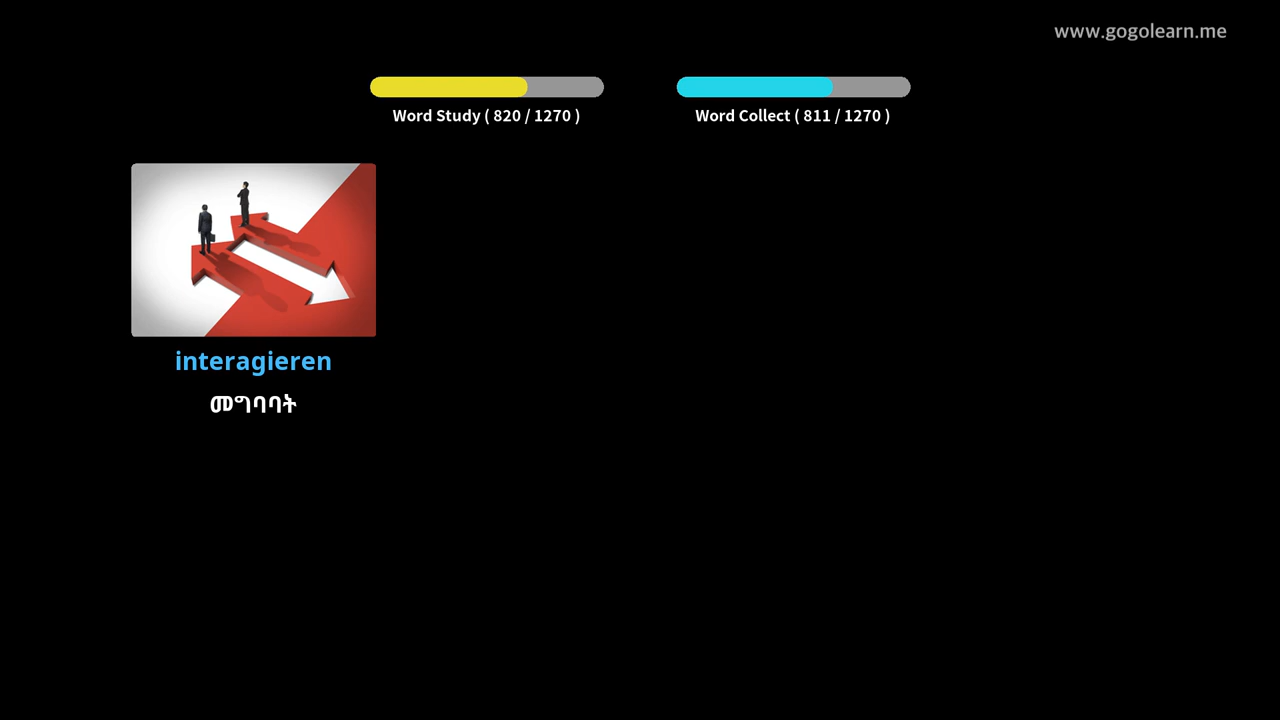 www.gogolearn.me
Word Study ( 820 / 1270 )
Word Collect ( 811 / 1270 )
interagieren
መግባባት